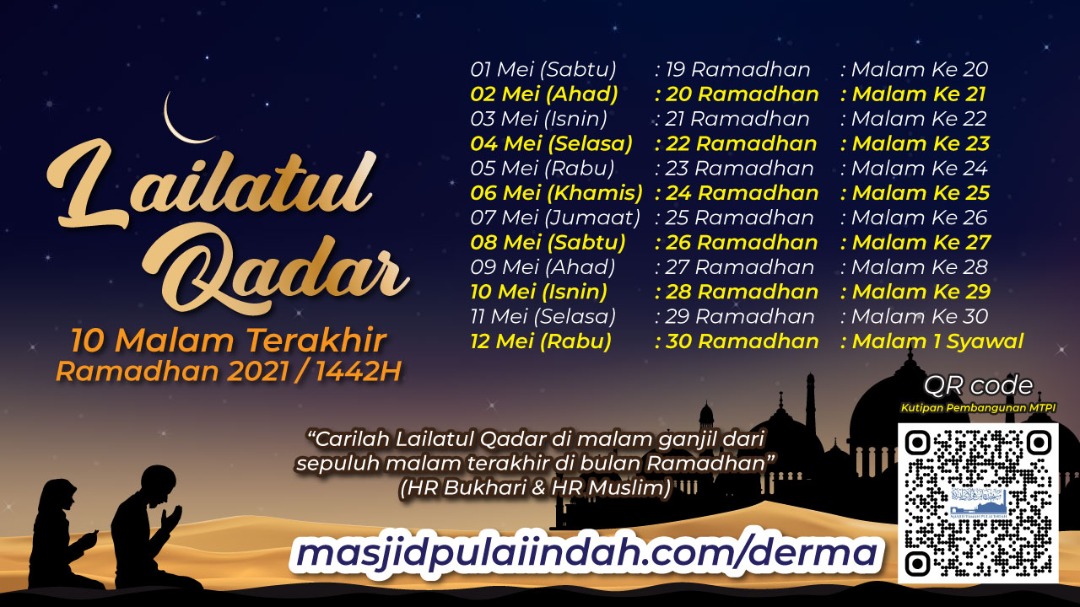 Lailatul
Qadar
10 Malam Terakhir
Ramadhan 2021 / 1442H
01 Mei (Sabtu) : 19 Ramadhan : Malam Ke 20
02 Mei (Ahad) : 20 Ramadhan : Malam Ke 21
03 Mei (Isnin) : 21 Ramadhan : Malam Ke 22
04 Mei (Selasa) : 22 Ramadhan : Malam Ke 23
05 Mei (Rabu) : 23 Ramadhan : Malam Ke 24
06 Mei (Khamis) : 24 Ramadhan : Malam Ke 25
07 Mei (Jumaat) : 25 Ramadhan : Malam Ke 26
08 Mei (Sabtu) : 26 Ramadhan : Malam Ke 27
09 Mei (Ahad) : 27 Ramadhan : Malam Ke 28
10 Mei (Isnin) : 28 Ramadhan : Malam Ke 29
11 Mei (Selasa) : 29 Ramadhan : Malam Ke 30
12 Mei (Rabu) : 30 Ramadhan : Malam 1 Syawal
QR code
Kutipan Pembangunan MTPI
“Carilah Lailatul Qadar di malam ganjil dari
sepuluh malam terakhir di bulan Ramadhan”
(HR Bukhari & HR Muslim)
masjidpulaiindah.com/derma